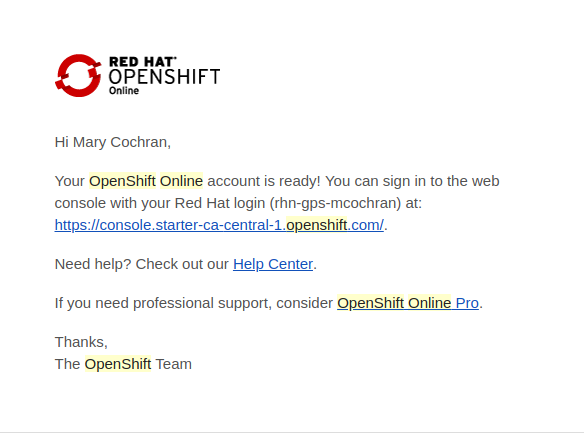 RED HAT®
OPENSHIFT
Online
Hi Mary Cochran,
Your OpenShift Online account is ready! You can sign in to the web
console with your Red Hat login (rhn-gps-mcochran) at:
https://console.starter-ca-central-1.openshift.com/.
Need help? Check out our Help Center.
If you need professional support, consider OpenShift Online Pro.
Thanks,
The OpenShift Team